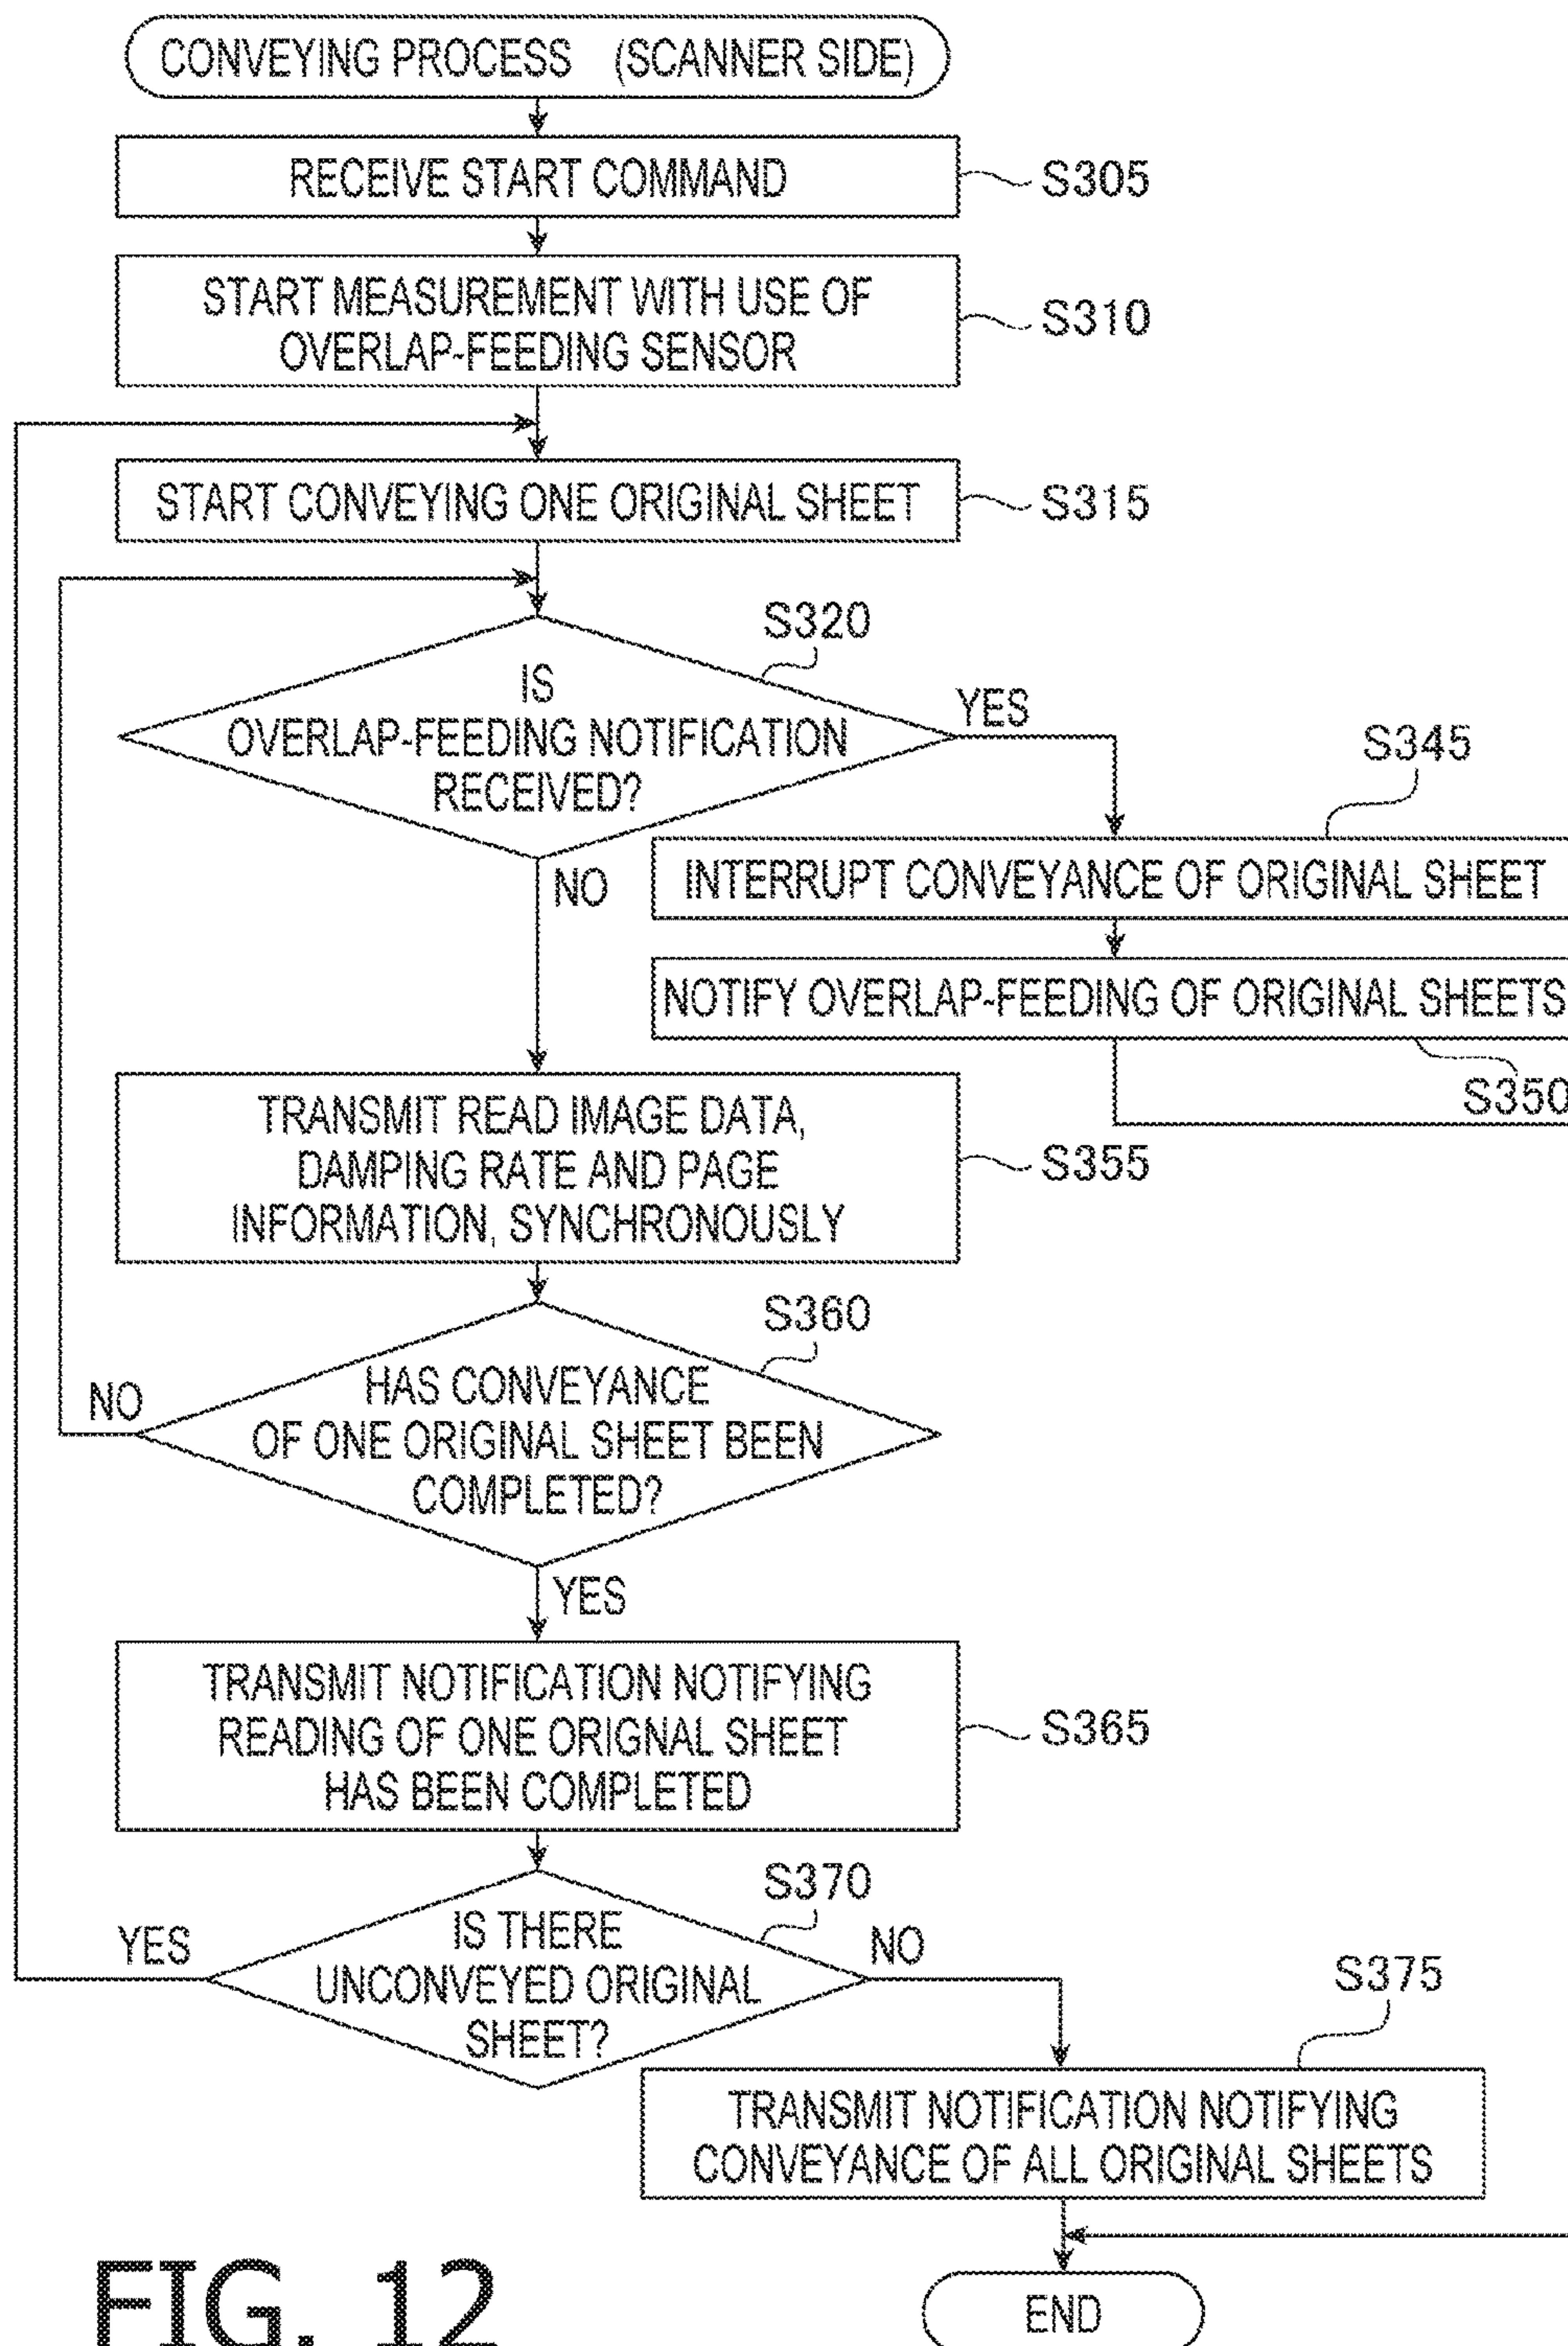 CONVEYING PROCESS (SCANNER SIDE)
RECEIVE START COMMAND
S305
START MEASUREMENT WITH USE OF
OVERLAP-FEEDING SENSOR
S310
START CONVEYING ONE ORIGINAL SHEET
S315
S320
IS
OVERLAP-FEEDING NOTIFICATION
RECEIVED?
YES
NO
S345
INTERRUPT CONVEYANCE OF ORIGINAL SHEET
NOTIFY OVERLAP-FEEDING OF ORIGINAL SHEETS
S350
TRANSMIT READ IMAGE DATA,
DAMPING RATE AND PAGE
INFORMATION, SYNCHRONOUSLY
S355
S360
HAS CONVEYANCE
OF ONE ORIGINAL SHEET BEEN
COMPLETED?
NO
YES
TRANSMIT NOTIFICATION NOTIFYING
READING OF ONE ORIGNAL SHEET
HAS BEEN COMPLETED
S365
S370
IS THERE
UNCONVEYED ORIGINAL
SHEET?
YES
NO
S375
TRANSMIT NOTIFICATION NOTIFYING
CONVEYANCE OF ALL ORIGINAL SHEETS
END
FIG. 12